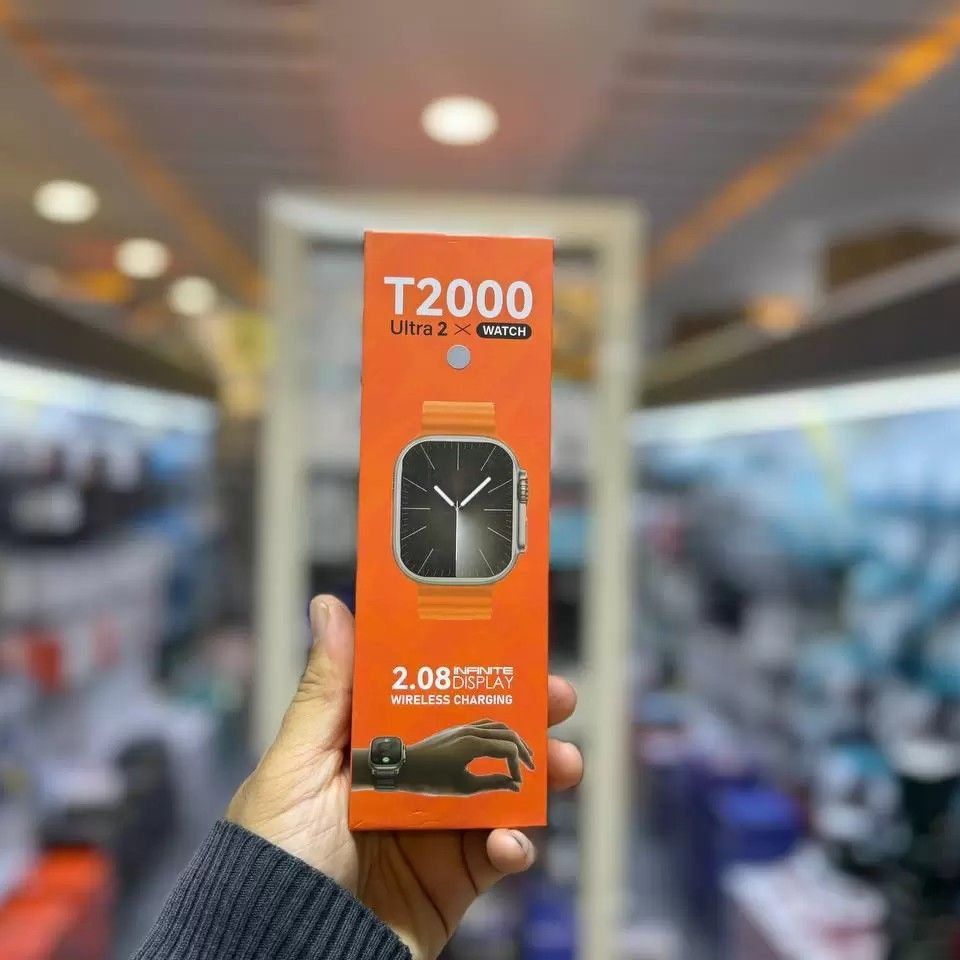 T2000
Ultra 2 × WATCH
2.08 INFINITE
DISPLAY
WIRELESS CHARGING